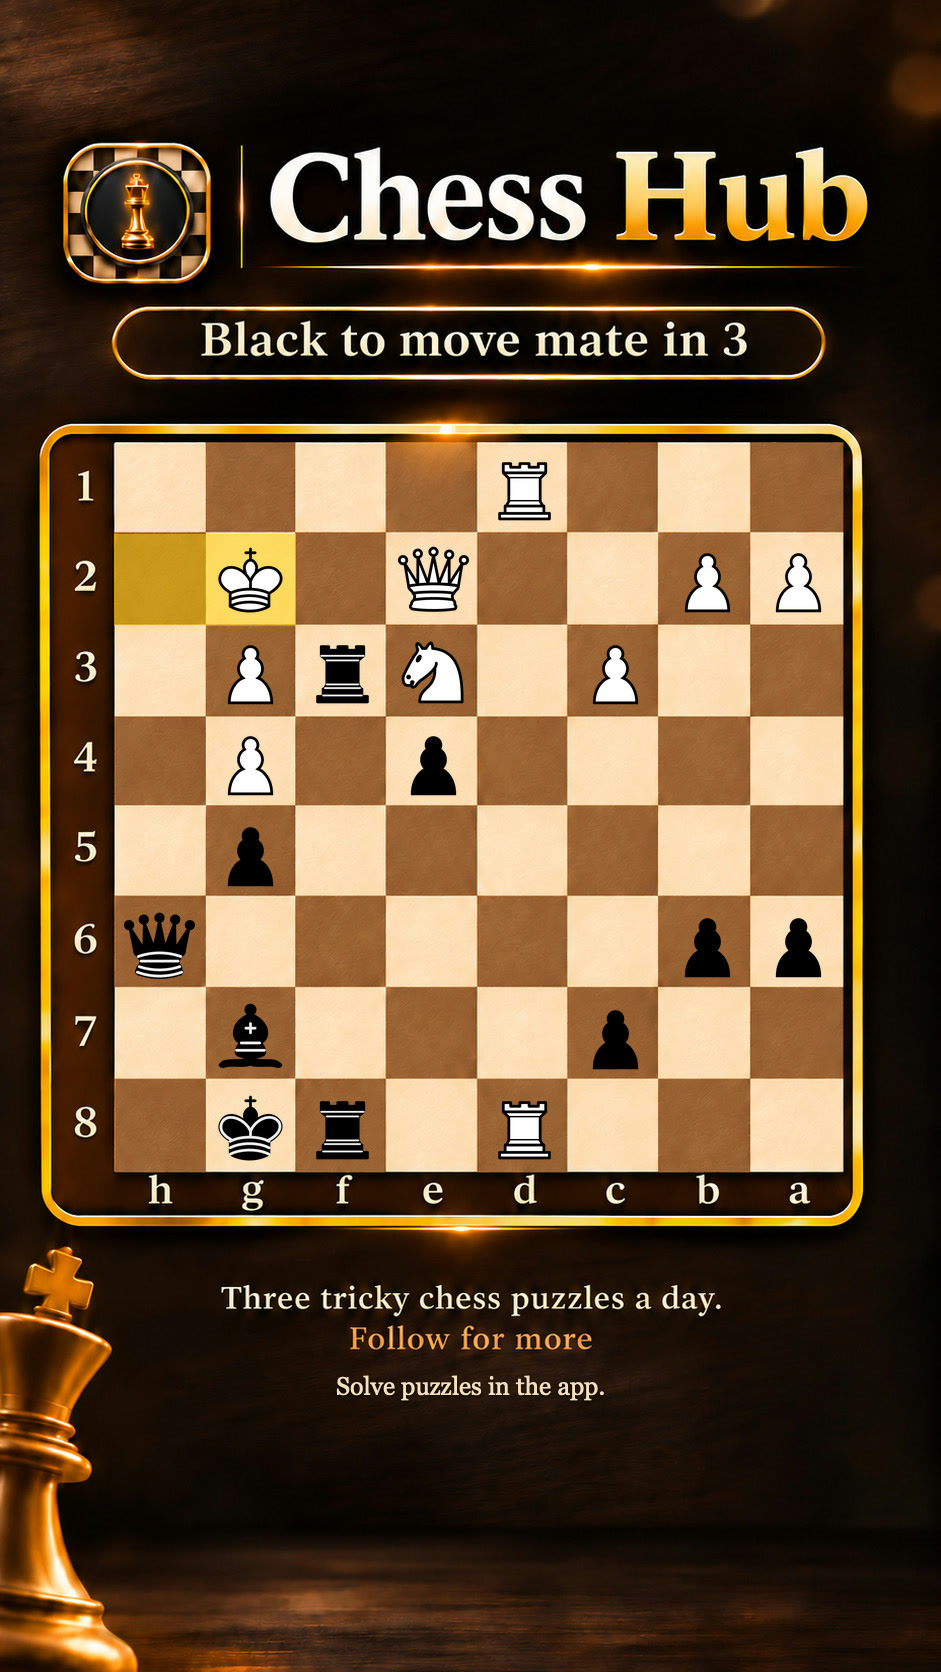 Chess Hub
Black to move mate in 3
1
2
3
4
5
6
7
8
h g f e d c b a
Three tricky chess puzzles a day.
Follow for more
Solve puzzles in the app.